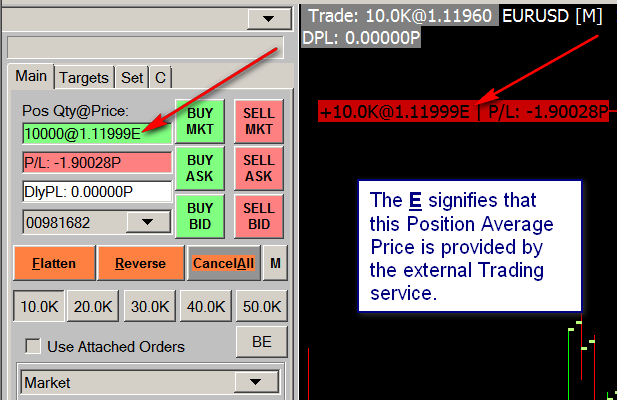 Trade: 10.0K@1.11960 EURUSD [M]
DPL: 0.00000P
Main Targets Set C
Pos Qty@Price:
10000@1.11999E
P/L: -1.90028P
DlyPL: 0.00000P
00981682
BUY MKT
SELL MKT
BUY ASK
SELL ASK
BUY BID
SELL BID
Flatten Reverse CancelAll M
10.0K 20.0K 30.0K 40.0K 50.0K
Use Attached Orders BE
Market
+10.0K@1.11999E | P/L: -1.90028P
The E signifies that
this Position Average
Price is provided by
the external Trading
service.